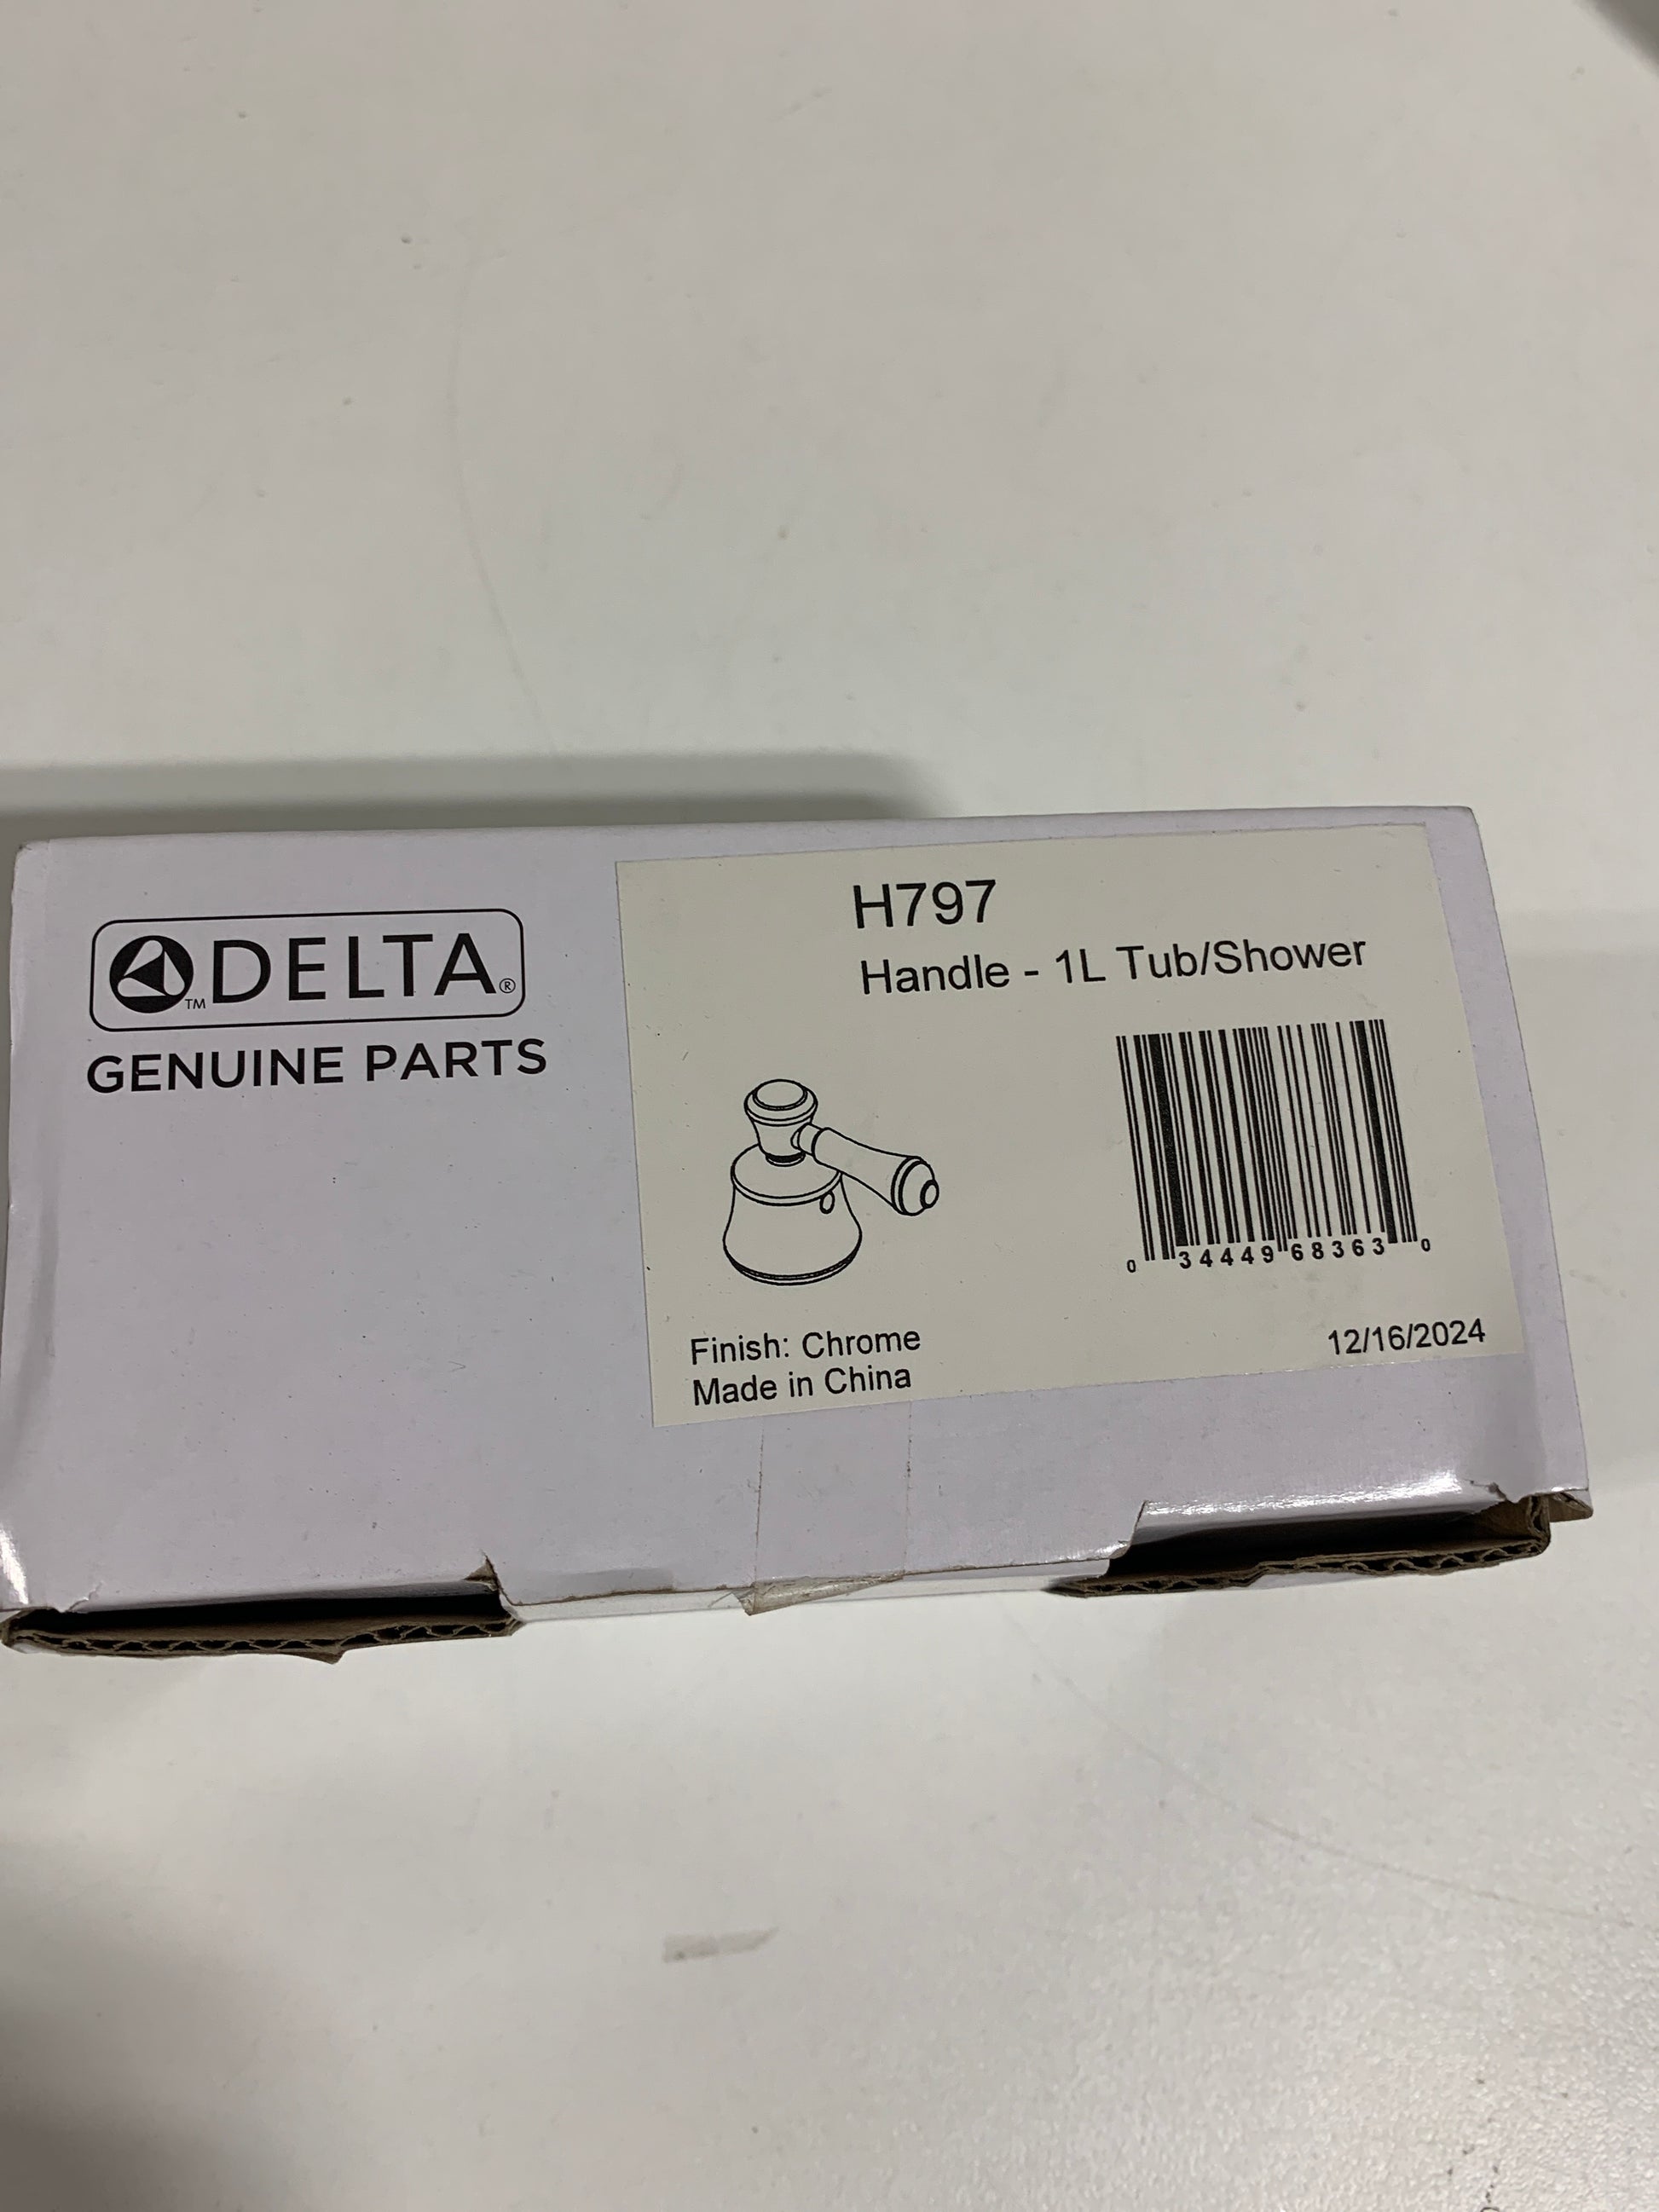 ™DELTA®
GENUINE PARTS
H797
Handle - 1L Tub/Shower
0 34449 68363 0
Finish: Chrome
Made in China
12/16/2024